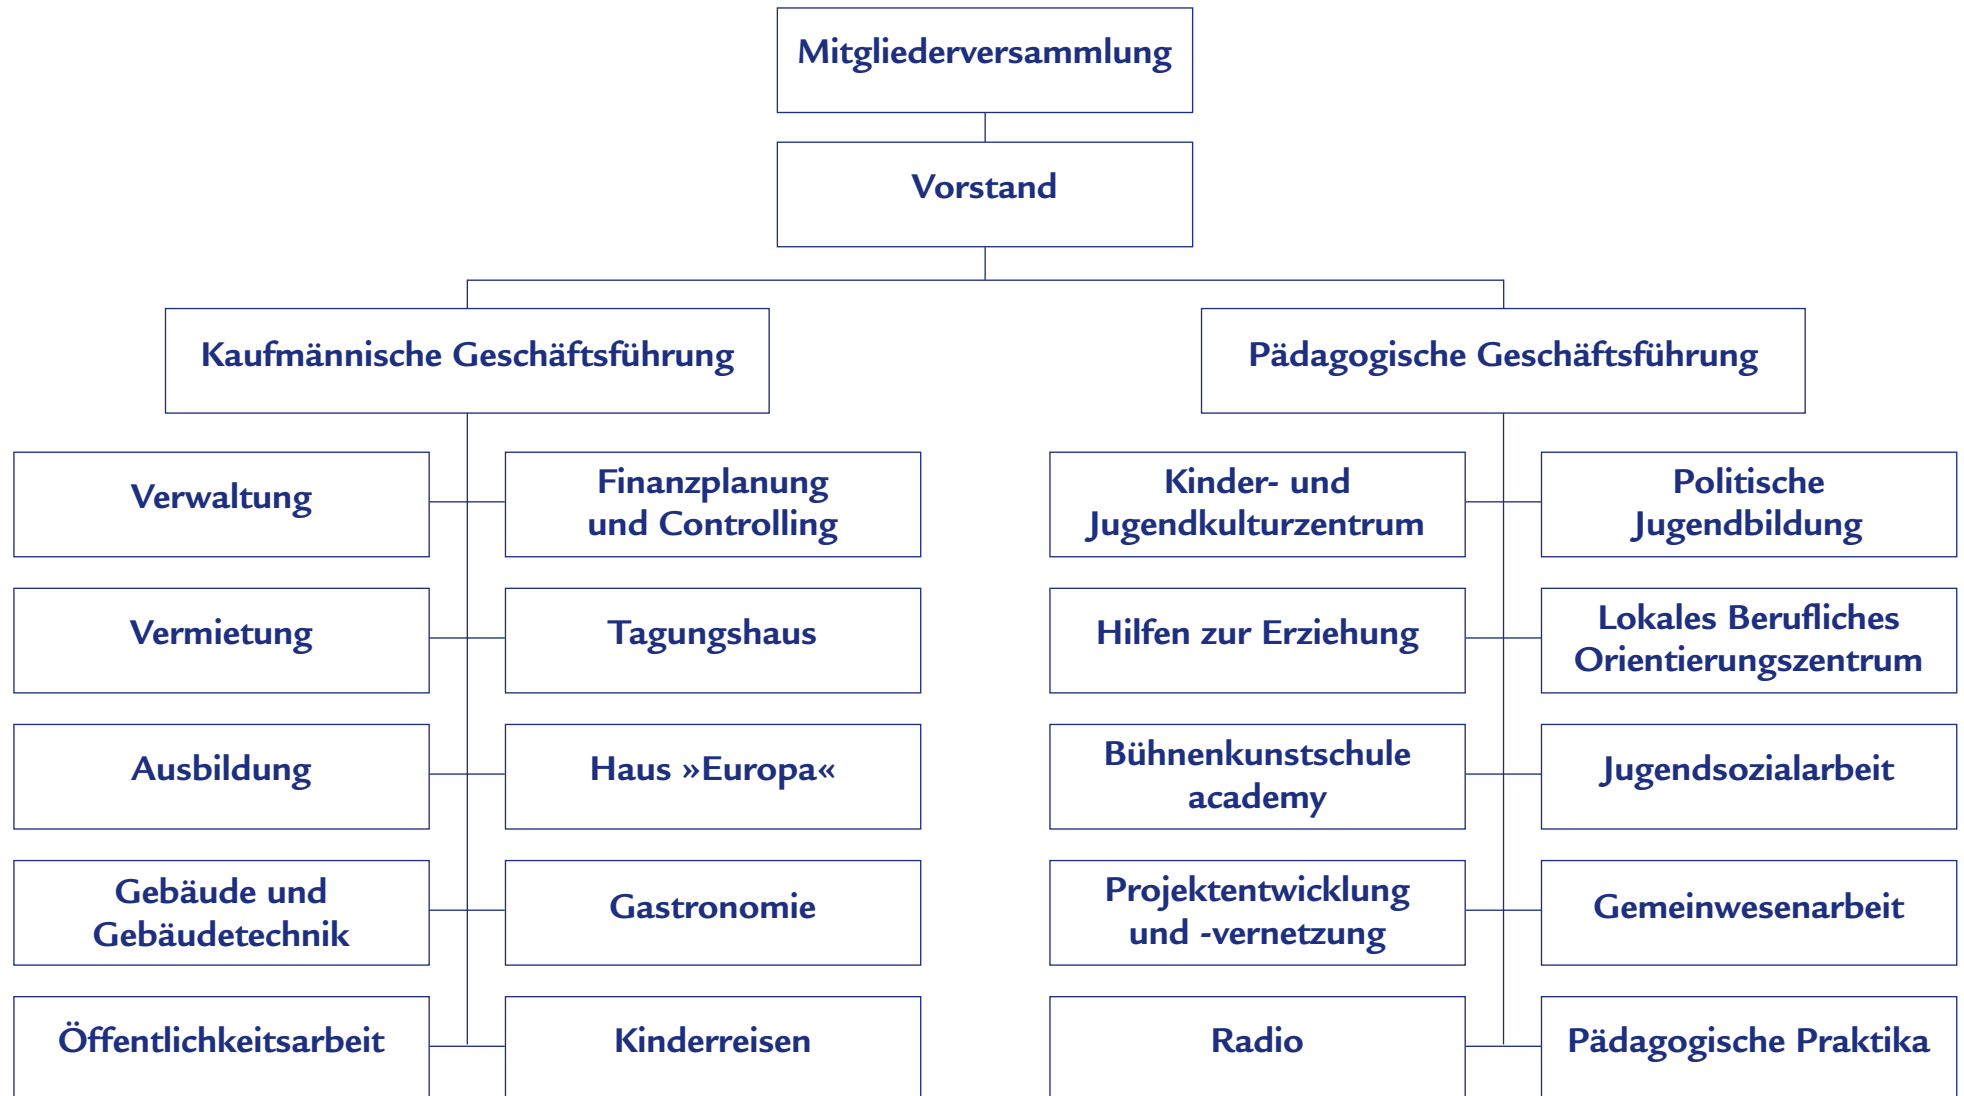 Mitgliederversammlung
Vorstand
Kaufmännische Geschäftsführung
Pädagogische Geschäftsführung
Verwaltung
Finanzplanung
und Controlling
Kinder- und
Jugendkulturzentrum
Politische
Jugendbildung
Vermietung
Tagungshaus
Hilfen zur Erziehung
Lokales Berufliches
Orientierungszentrum
Ausbildung
Haus »Europa«
Bühnenkunstschule
academy
Jugendsozialarbeit
Gebäude und
Gebäudetechnik
Gastronomie
Projektentwicklung
und -vernetzung
Gemeinwesenarbeit
Öffentlichkeitsarbeit
Kinderreisen
Radio
Pädagogische Praktika